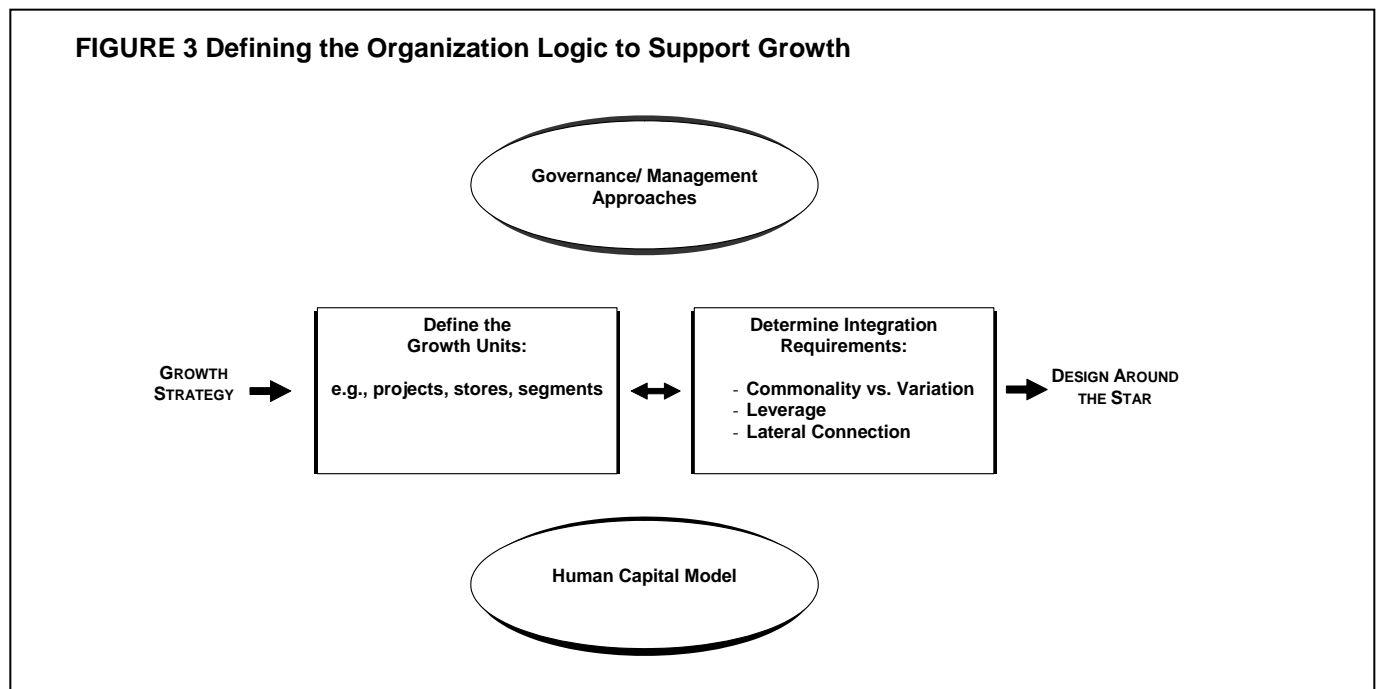 FIGURE 3 Defining the Organization Logic to Support Growth
Governance/ Management
Approaches
Define the
Growth Units:
e.g., projects, stores, segments
Determine Integration
Requirements:
- Commonality vs. Variation
- Leverage
- Lateral Connection
GROWTH
STRATEGY
DESIGN AROUND
THE STAR
Human Capital Model